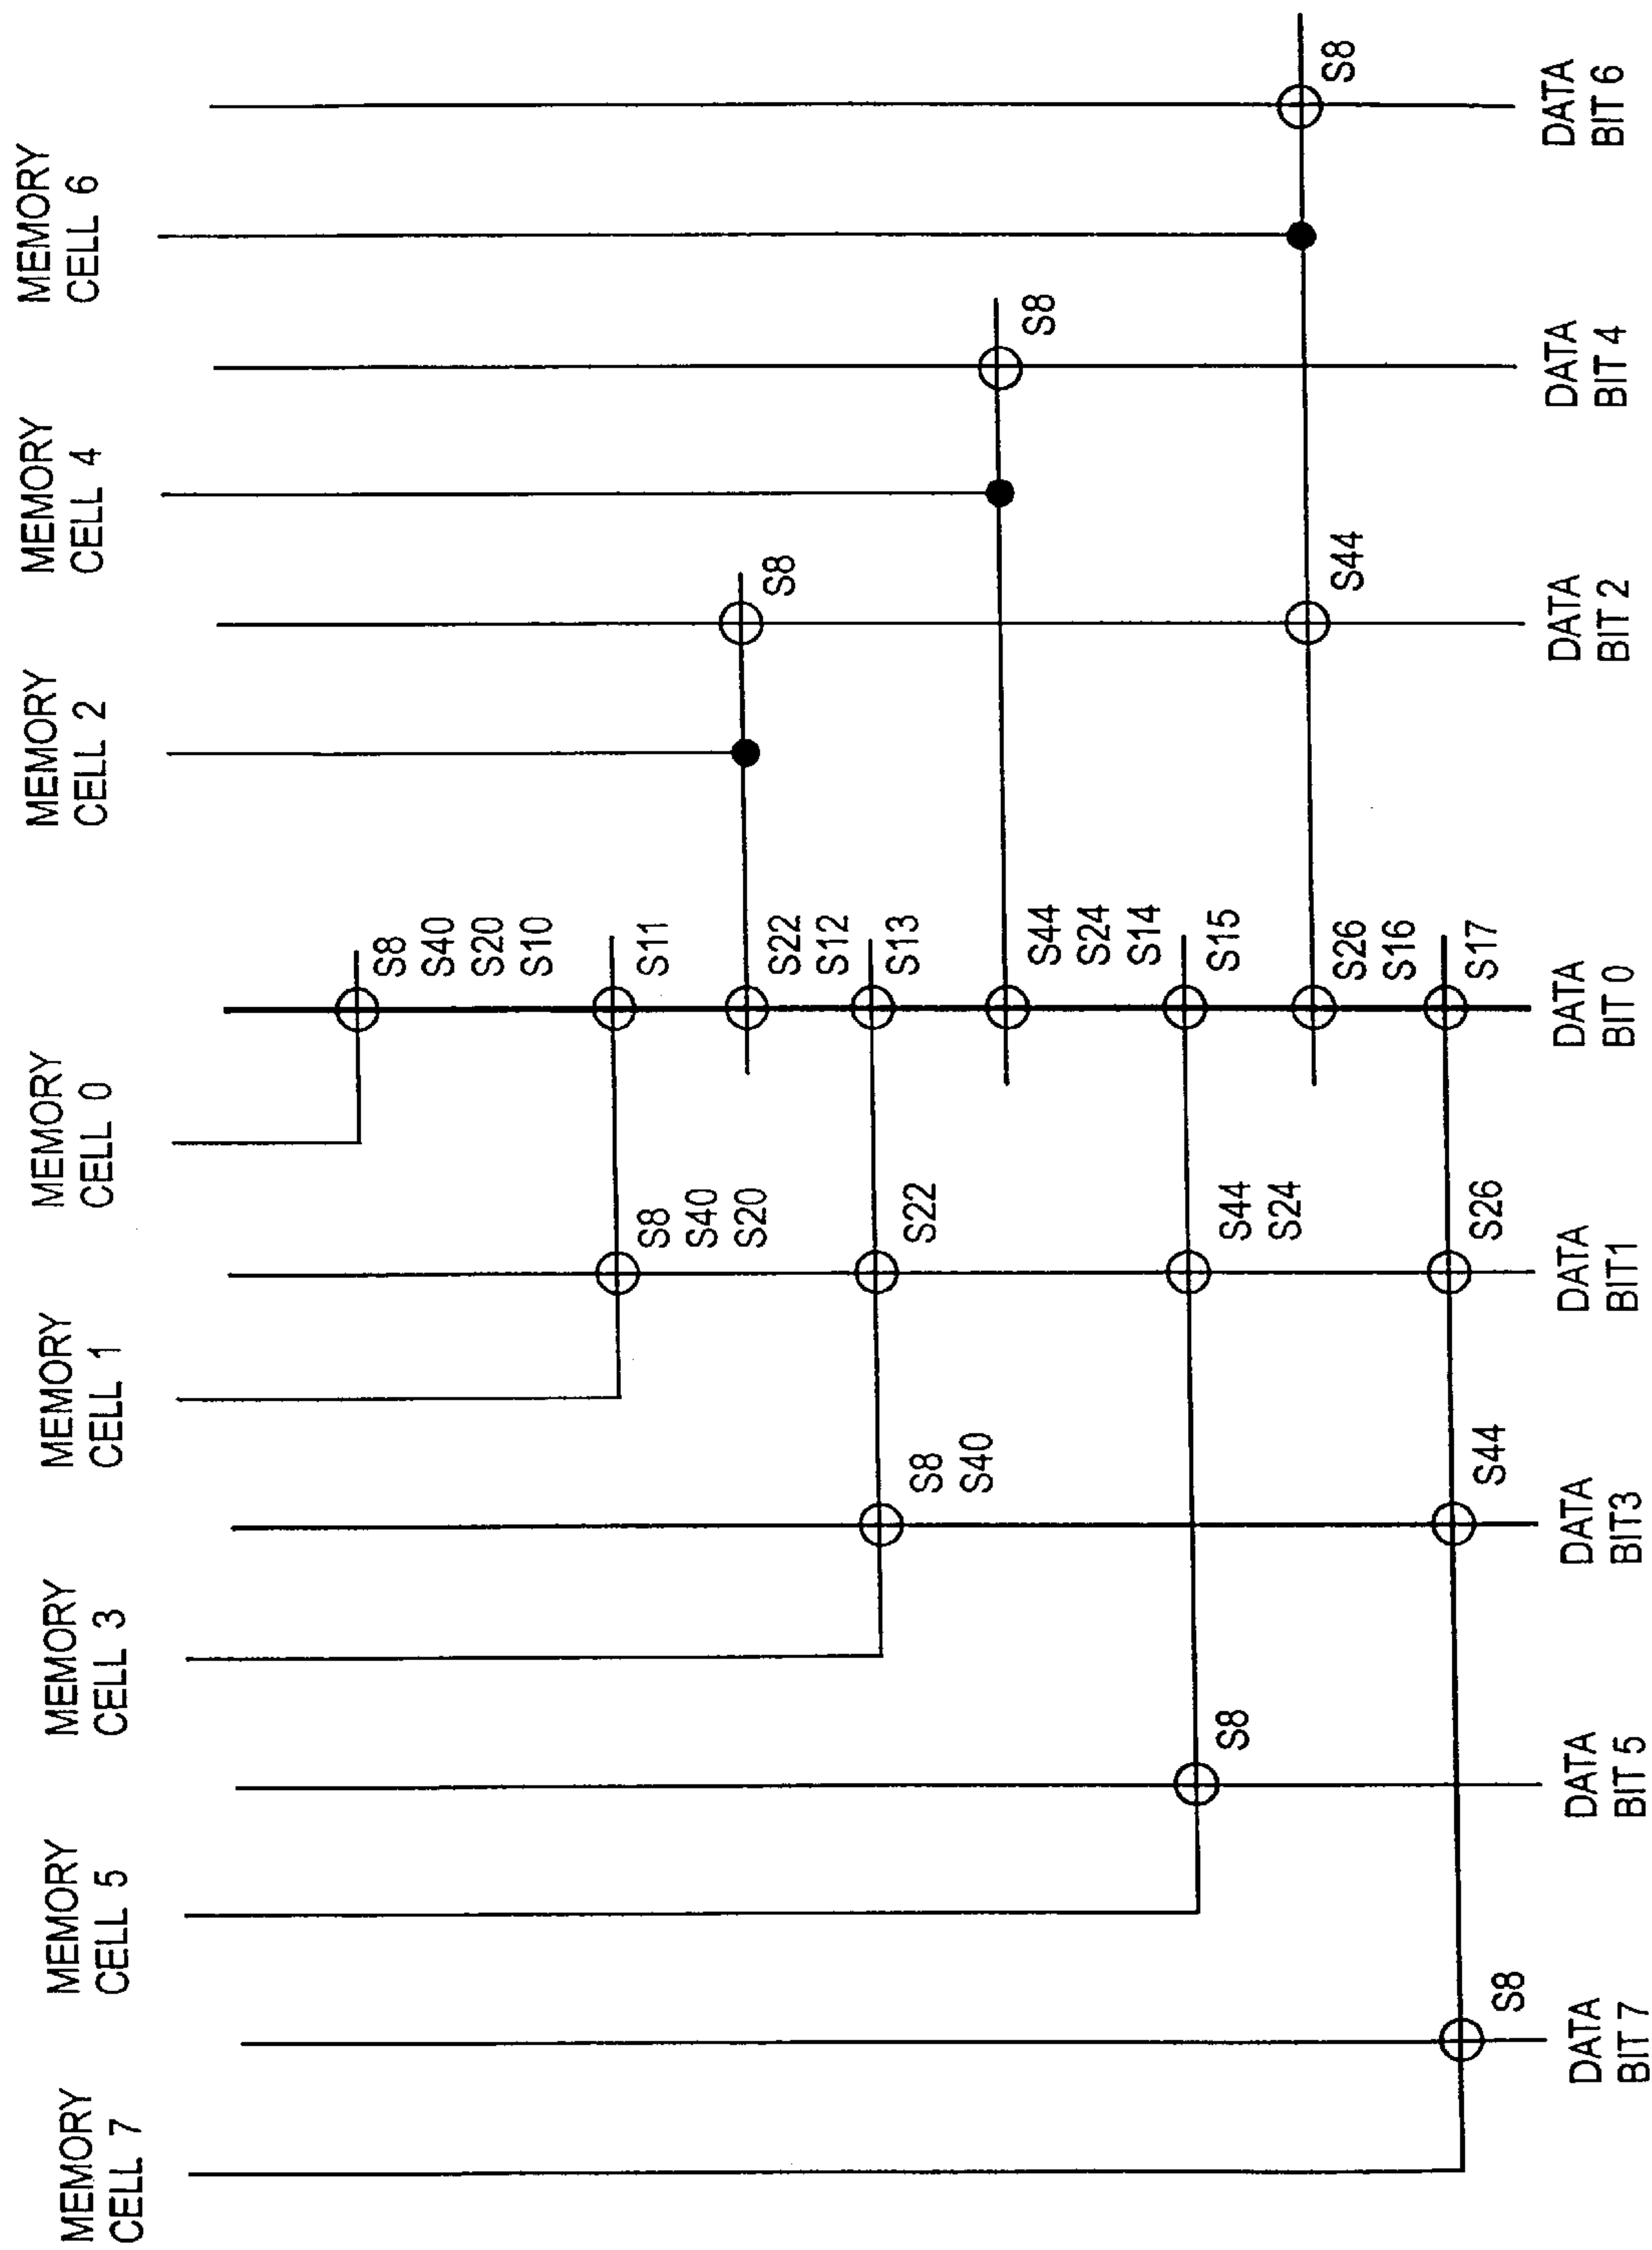 MEMORY
CELL 7
MEMORY
CELL 5
MEMORY
CELL 3
MEMORY
CELL 1
MEMORY
CELL 0
MEMORY
CELL 2
MEMORY
CELL 4
MEMORY
CELL 6
S8
S40
S20
S10
S8
S40
S20
S11
S22
S12
S8
S8
S40
S22
S13
S44
S24
S14
S8
S8
S44
S24
S15
S26
S16
S44
S8
S8
S44
S26
S17
DATA
BIT 7
DATA
BIT 5
DATA
BIT3
DATA
BIT1
DATA
BIT 0
DATA
BIT 2
DATA
BIT 4
DATA
BIT 6